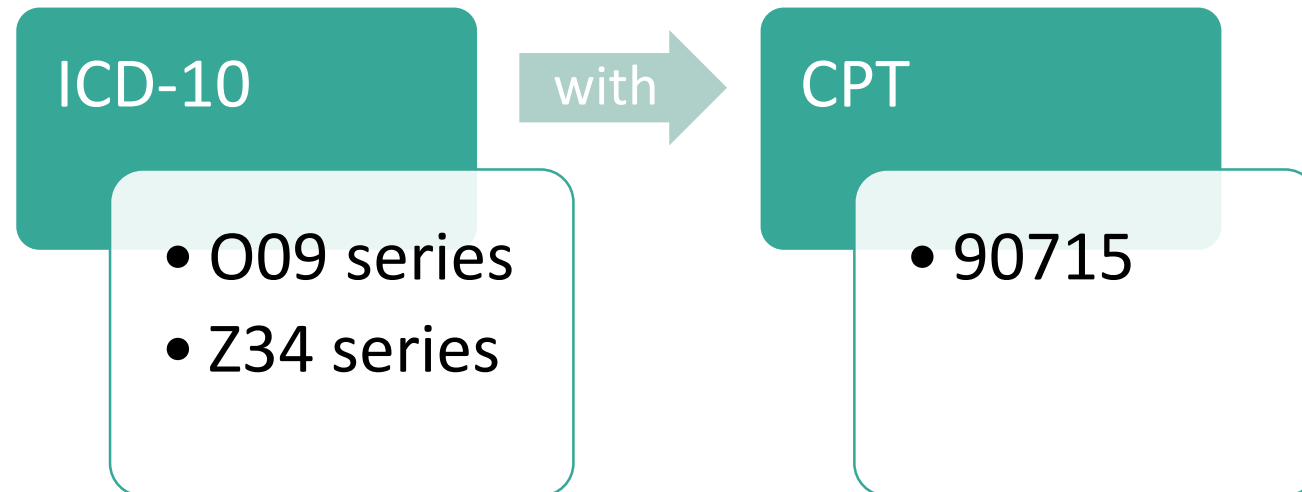 ICD-10
with
CPT
• O09 series
• Z34 series
• 90715